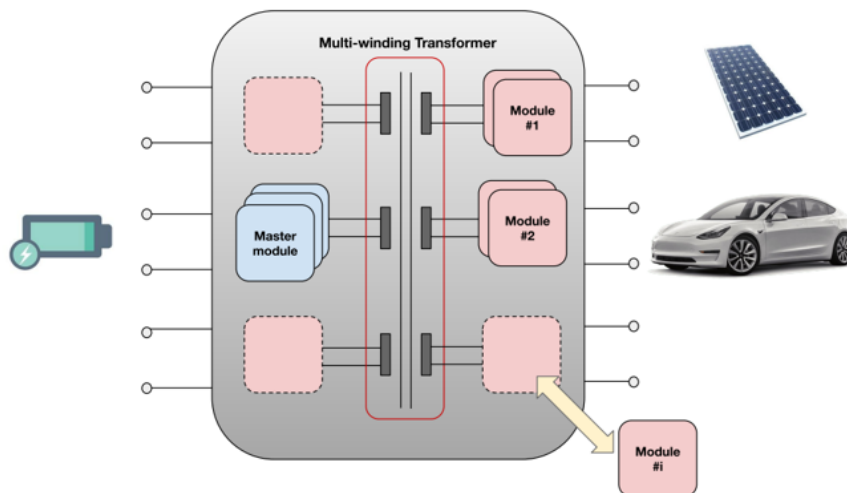 Multi-winding Transformer
Module
#1
Master
module
Module
#2
Module
#i